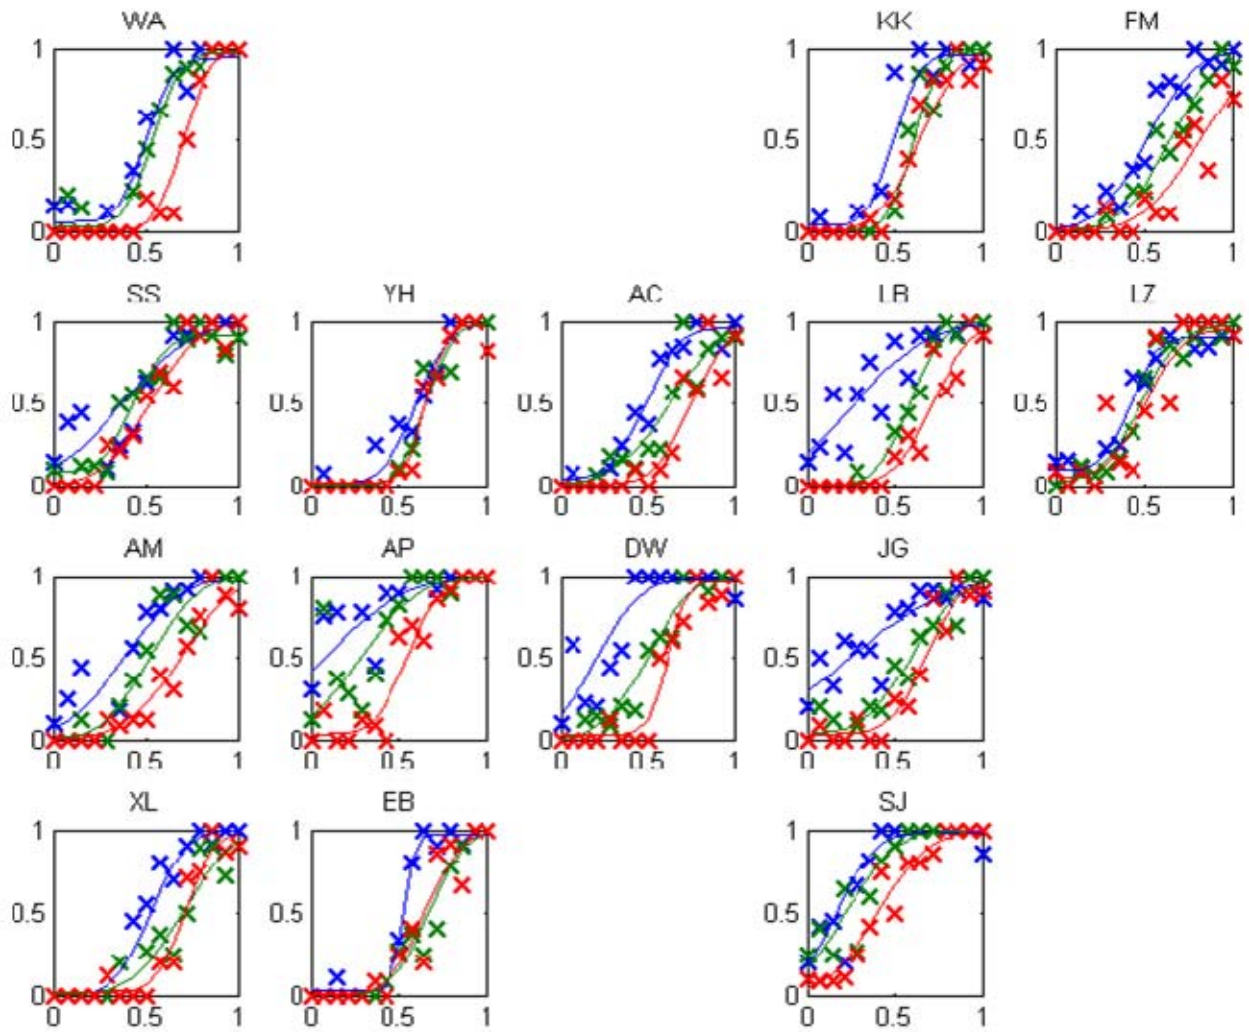 WA KK FM
1 1 1
0.5 0.5 0.5
0 0 0
0 0.5 1 0 0.5 1 0 0.5 1
SS YH AC LB LZ
1 1 1 1 1
0.5 0.5 0.5 0.5 0.5
0 0 0 0 0
0 0.5 1 0 0.5 1 0 0.5 1 0 0.5 1 0 0.5 1
AM AP DW JG
1 1 1 1
0.5 0.5 0.5 0.5
0 0 0 0
0 0.5 1 0 0.5 1 0 0.5 1 0 0.5 1
XL EB SJ
1 1 1
0.5 0.5 0.5
0 0 0
0 0.5 1 0 0.5 1 0 0.5 1